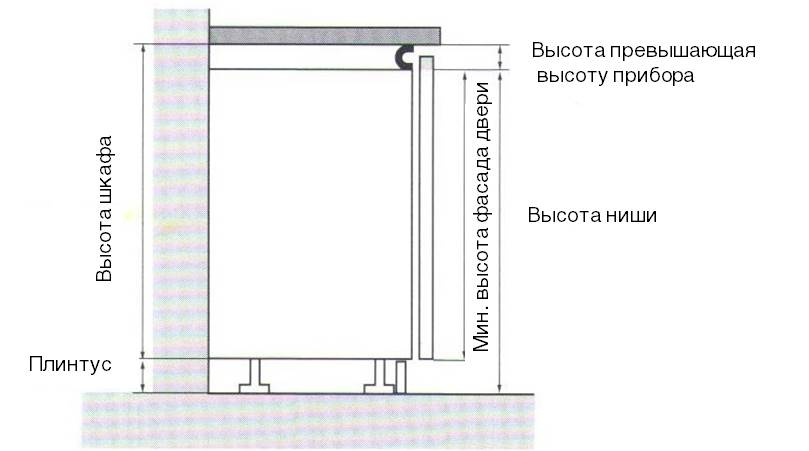 Высота превышающая
высоту прибора
Высота шкафа
Мин. высота фасада двери
Высота ниши
Плинтус